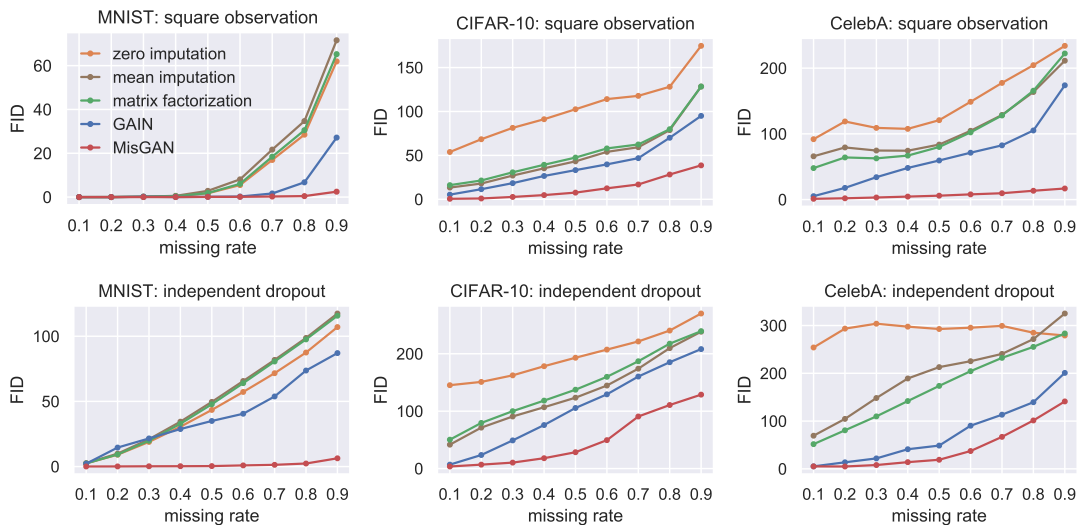 MNIST: square observation
FID
60
40
20
0
zero imputation
mean imputation
matrix factorization
GAIN
MisGAN
0.1 0.2 0.3 0.4 0.5 0.6 0.7 0.8 0.9
missing rate
CIFAR-10: square observation
FID
150
100
50
0
0.1 0.2 0.3 0.4 0.5 0.6 0.7 0.8 0.9
missing rate
CelebA: square observation
FID
200
100
0
0.1 0.2 0.3 0.4 0.5 0.6 0.7 0.8 0.9
missing rate
MNIST: independent dropout
FID
100
50
0
0.1 0.2 0.3 0.4 0.5 0.6 0.7 0.8 0.9
missing rate
CIFAR-10: independent dropout
FID
200
100
0
0.1 0.2 0.3 0.4 0.5 0.6 0.7 0.8 0.9
missing rate
CelebA: independent dropout
FID
300
200
100
0
0.1 0.2 0.3 0.4 0.5 0.6 0.7 0.8 0.9
missing rate